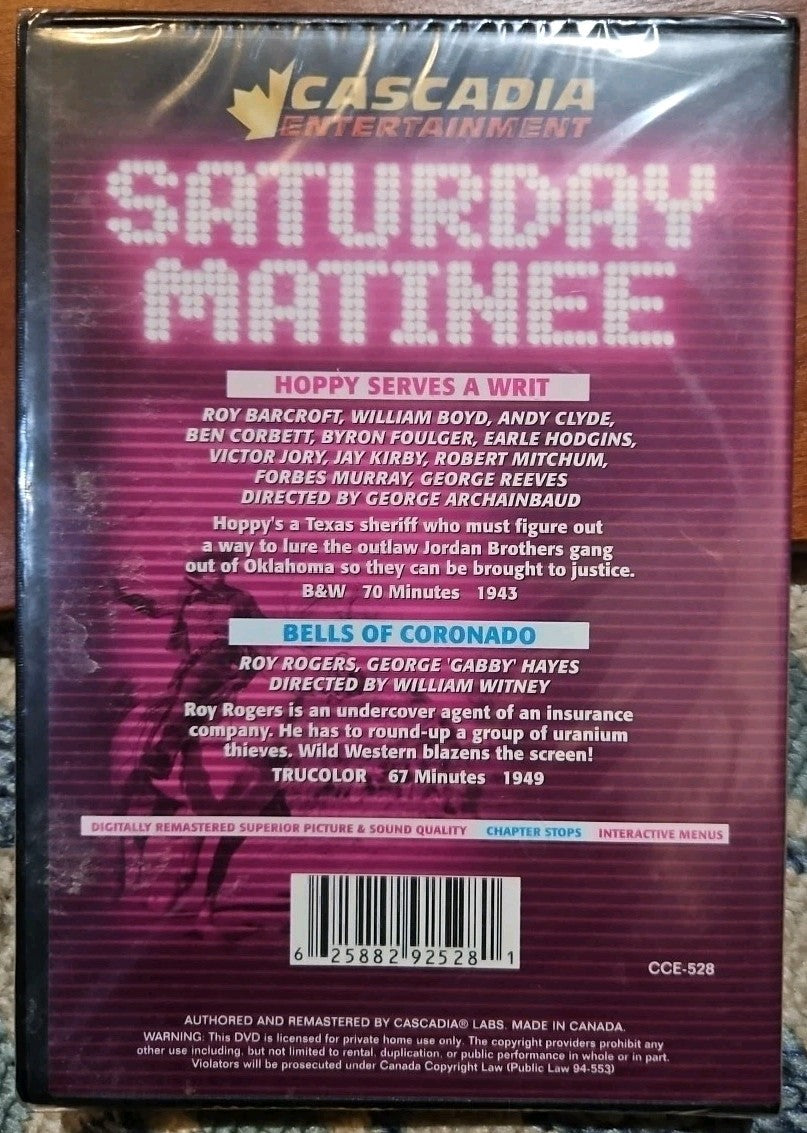 CASCADIA
ENTERTAINMENT
SATURDAY
MATINEE
HOPPY SERVES A WRIT
ROY BARCROFT, WILLIAM BOYD, ANDY CLYDE,
BEN CORBETT, BYRON FOULGER, EARLE HODGINS,
VICTOR JORY, JAY KIRBY, ROBERT MITCHUM,
FORBES MURRAY, GEORGE REEVES
DIRECTED BY GEORGE ARCHAINBAUD
Hoppy's a Texas sheriff who must figure out
a way to lure the outlaw Jordan Brothers gang
out of Oklahoma so they can be brought to justice.
B&W 70 Minutes 1943
BELLS OF CORONADO
ROY ROGERS, GEORGE 'GABBY' HAYES
DIRECTED BY WILLIAM WITNEY
Roy Rogers is an undercover agent of an insurance
company. He has to round-up a group of uranium
thieves. Wild Western blazens the screen!
TRUCOLOR 67 Minutes 1949
DIGITALLY REMASTERED SUPERIOR PICTURE & SOUND QUALITY CHAPTER STOPS INTERACTIVE MENUS
6 25882 92528 1
CCE-528
AUTHORED AND REMASTERED BY CASCADIA® LABS. MADE IN CANADA.
WARNING: This DVD is licensed for private home use only. The copyright providers prohibit any
other use including, but not limited to rental, duplication, or public performance in whole or in part.
Violators will be prosecuted under Canada Copyright Law (Public Law 94-553)